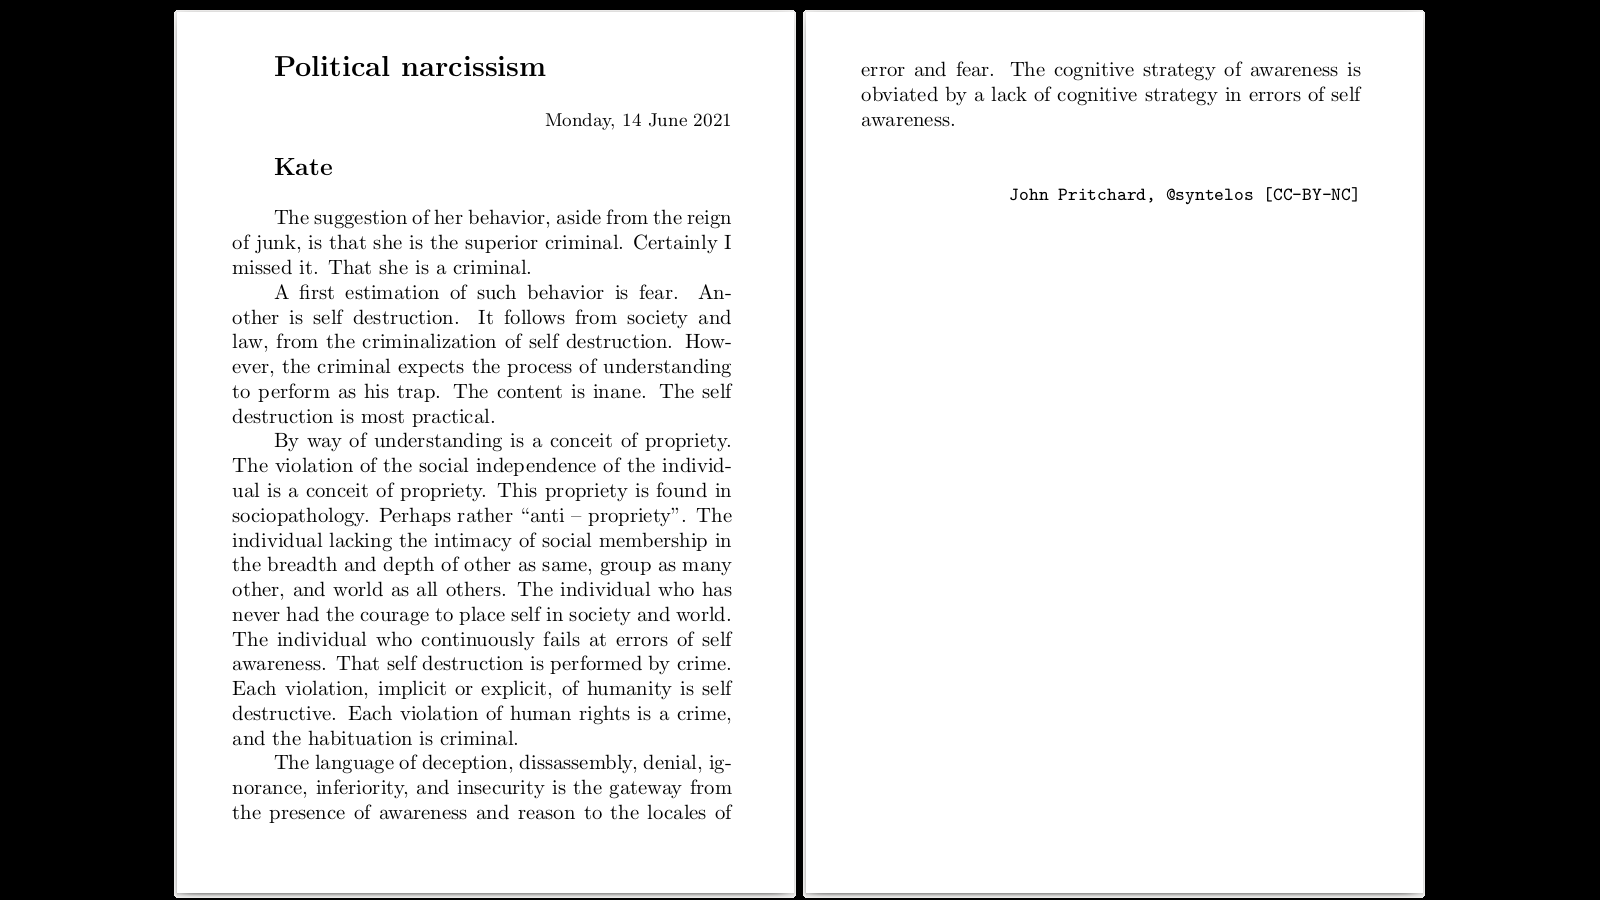 Political narcissism
Monday, 14 June 2021
Kate
The suggestion of her behavior, aside from the reign
of junk, is that she is the superior criminal. Certainly I
missed it. That she is a criminal.
A first estimation of such behavior is fear. An-
other is self destruction. It follows from society and
law, from the criminalization of self destruction. How-
ever, the criminal expects the process of understanding
to perform as his trap. The content is inane. The self
destruction is most practical.
By way of understanding is a conceit of propriety.
The violation of the social independence of the individ-
ual is a conceit of propriety. This propriety is found in
sociopathology. Perhaps rather “anti – propriety”. The
individual lacking the intimacy of social membership in
the breadth and depth of other as same, group as many
other, and world as all others. The individual who has
never had the courage to place self in society and world.
The individual who continuously fails at errors of self
awareness. That self destruction is performed by crime.
Each violation, implicit or explicit, of humanity is self
destructive. Each violation of human rights is a crime,
and the habituation is criminal.
The language of deception, dissassembly, denial, ig-
norance, inferiority, and insecurity is the gateway from
the presence of awareness and reason to the locales of
error and fear. The cognitive strategy of awareness is
obviated by a lack of cognitive strategy in errors of self
awareness.
John Pritchard, @syntelos [CC-BY-NC]